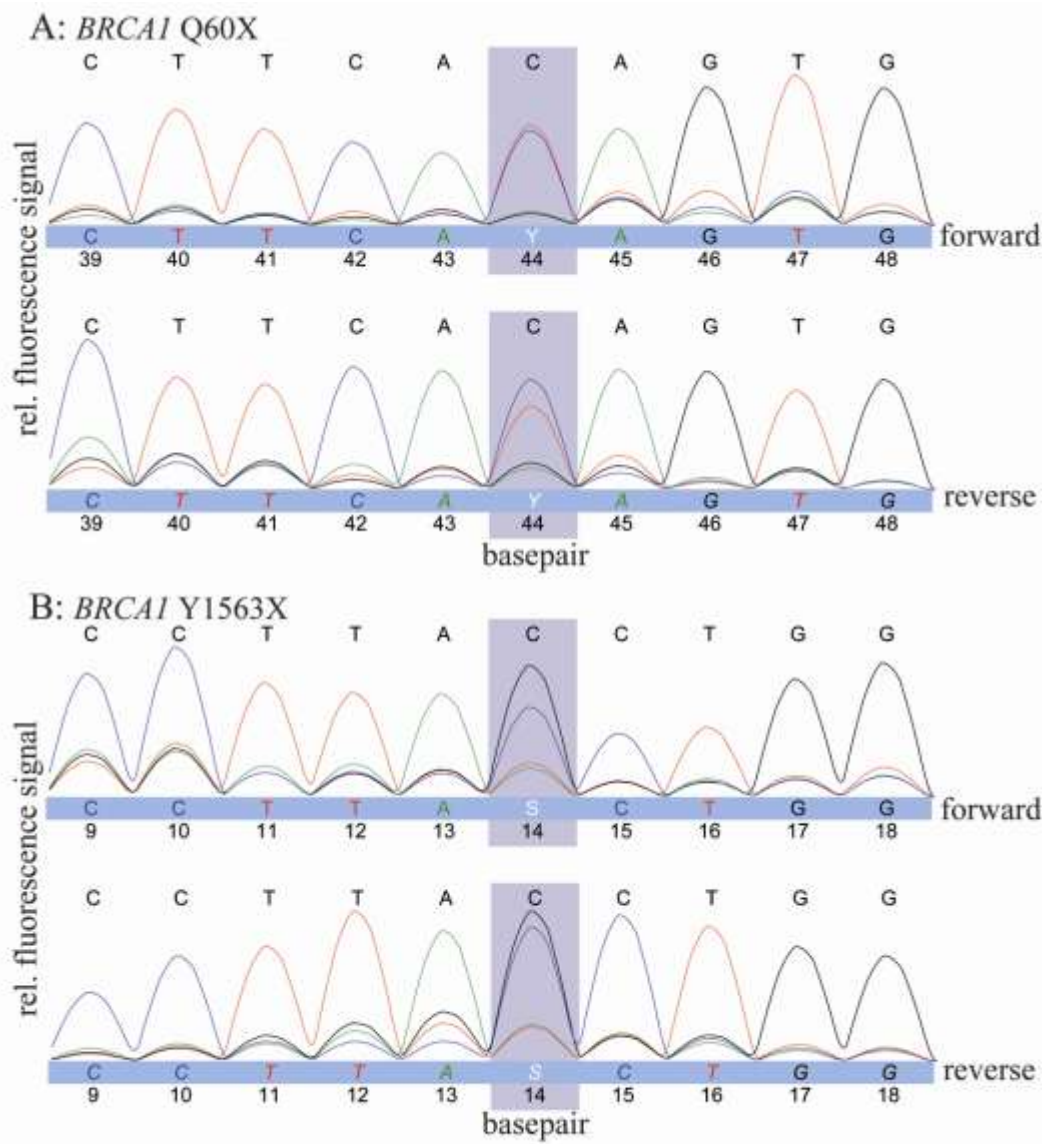 A: BRCA1 Q60X
C T T C A C A G T G
rel. fluorescence signal
C T T C A Y A G T G forward
39 40 41 42 43 44 45 46 47 48
C T T C A C A G T G
C T T C A Y A G T G reverse
39 40 41 42 43 44 45 46 47 48
basepair
B: BRCA1 Y1563X
C C T T A C C T G G
rel. fluorescence signal
C C T T A S C T G G forward
9 10 11 12 13 14 15 16 17 18
C C T T A C C T G G
C C T T A S C T G G reverse
9 10 11 12 13 14 15 16 17 18
basepair